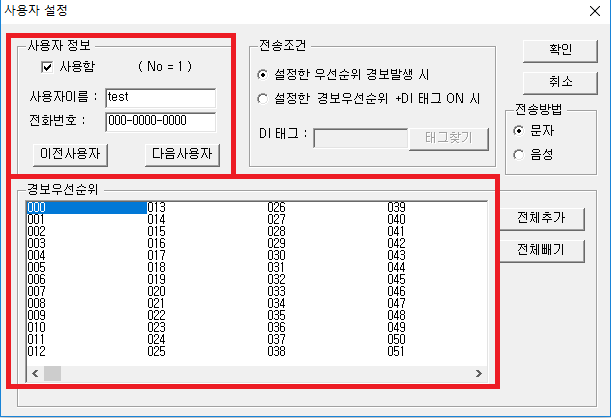 사용자 설정
사용자 정보
사용함 ( No = 1 )
사용자이름 : test
전화번호 : 000-0000-0000
이전사용자 다음사용자
전송조건
설정한 우선순위 경보발생 시
설정한 경보우선순위 +DI 태그 ON 시
DI 태그 : 태그찾기
확인
취소
전송방법
문자
음성
경보우선순위
000 013 026 039
001 014 027 040
002 015 028 041
003 016 029 042
004 017 030 043
005 018 031 044
006 019 032 045
007 020 033 046
008 021 034 047
009 022 035 048
010 023 036 049
011 024 037 050
012 025 038 051
전체추가
전체빼기